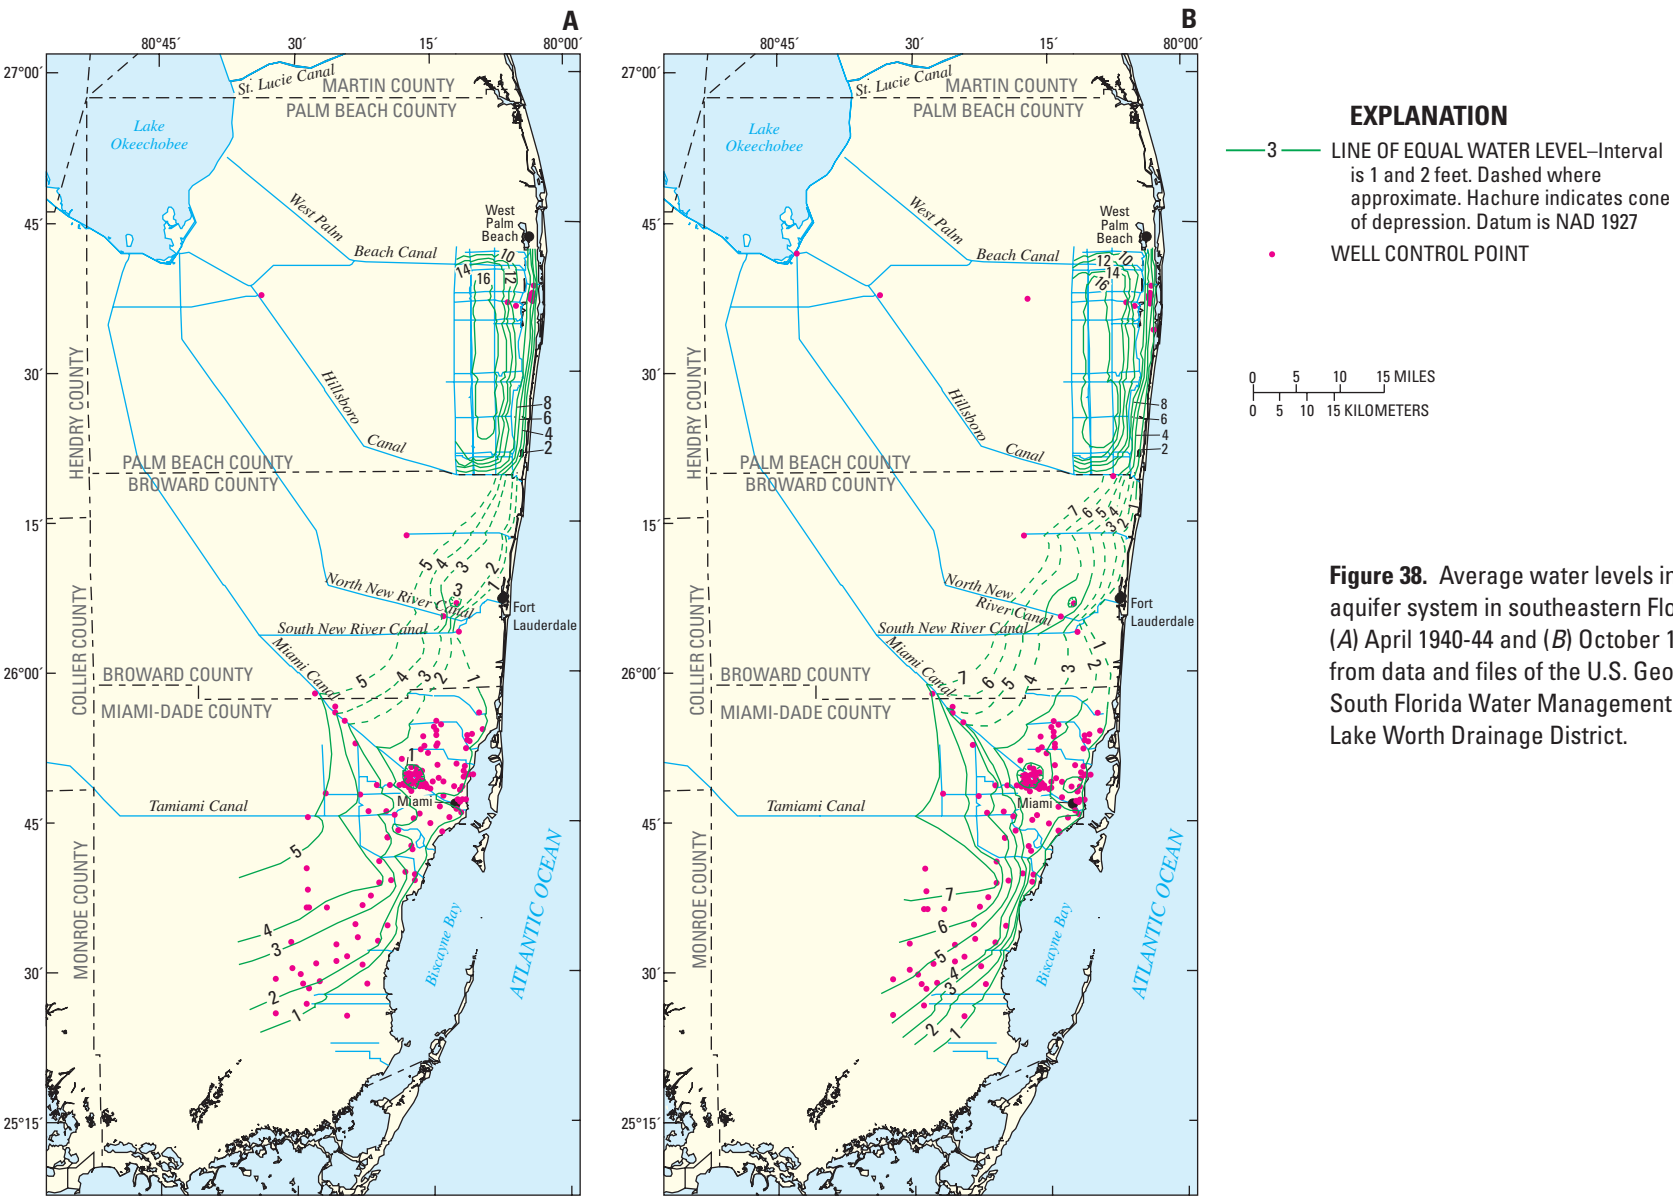 A
80°45′ 30′ 15′ 80°00′
27°00′
St. Lucie Canal
MARTIN COUNTY
PALM BEACH COUNTY
Lake
Okeechobee
45′
West Palm
Beach Canal
West
Palm
Beach
10
14
16
12
30′
HENDRY COUNTY
Hillsboro
Canal
8
6
4
2
PALM BEACH COUNTY
BROWARD COUNTY
15′
5
4
3
2
1
3
North New
River Canal
Fort
Lauderdale
South New River Canal
COLLIER COUNTY
Miami Canal
26°00′
BROWARD COUNTY
MIAMI-DADE COUNTY
5
4
3
2
1
1
Miami
Tamiami Canal
45′
5
MONROE COUNTY
4
3
2
1
30′
Biscayne Bay
ATLANTIC OCEAN
25°15′
B
80°45′ 30′ 15′ 80°00′
27°00′
St. Lucie Canal
MARTIN COUNTY
PALM BEACH COUNTY
Lake
Okeechobee
45′
West Palm
Beach Canal
West
Palm
Beach
12
10
14
16
30′
HENDRY COUNTY
Hillsboro
Canal
8
6
4
2
PALM BEACH COUNTY
BROWARD COUNTY
15′
7
6
5
4
3
2
1
North New
River Canal
Fort
Lauderdale
South New River Canal
COLLIER COUNTY
Miami Canal
26°00′
BROWARD COUNTY
MIAMI-DADE COUNTY
7
6
5
4
3
2
1
Miami
Tamiami Canal
45′
MONROE COUNTY
7
6
5
4
3
2
1
30′
Biscayne Bay
ATLANTIC OCEAN
25°15′
EXPLANATION
3 LINE OF EQUAL WATER LEVEL–Interval
is 1 and 2 feet. Dashed where
approximate. Hachure indicates cone
of depression. Datum is NAD 1927
WELL CONTROL POINT
0 5 10 15 MILES
0 5 10 15 KILOMETERS
Figure 38. Average water levels in
aquifer system in southeastern Flo
(A) April 1940-44 and (B) October 1
from data and files of the U.S. Geo
South Florida Water Management
Lake Worth Drainage District.